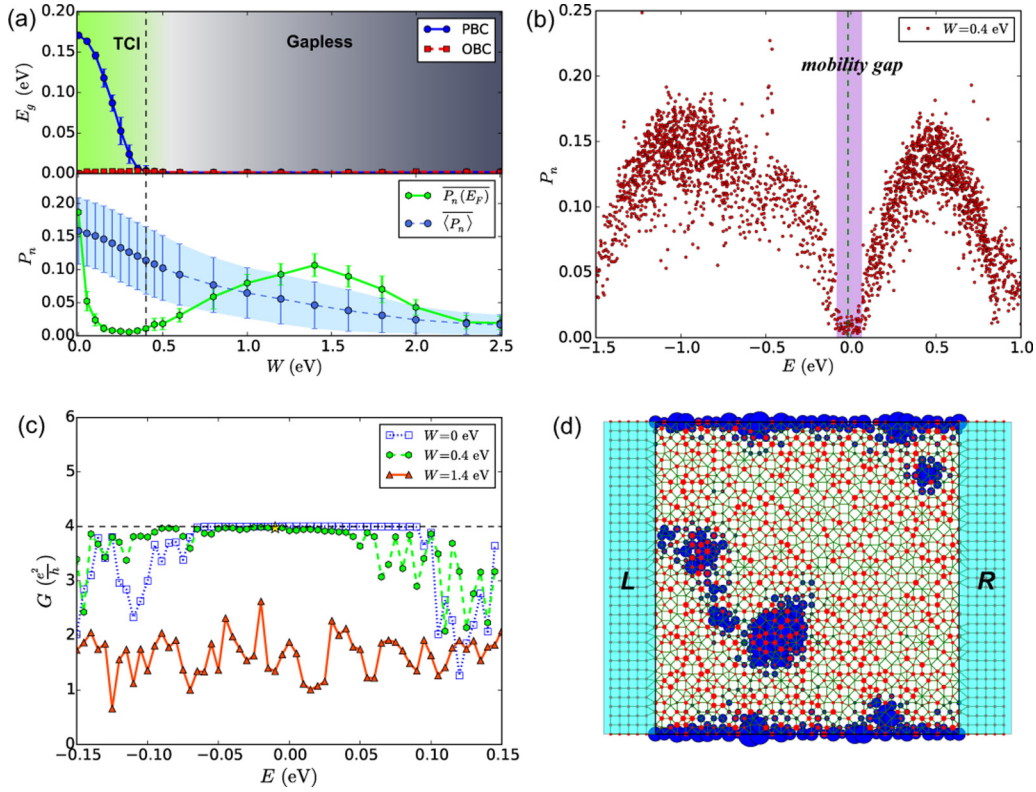 (a)
TCI
Gapless
PBC
OBC
E_g (eV)
0.20
0.15
0.10
0.05
0.00
P_n(E_F)
⟨P_n⟩
P_n
0.20
0.15
0.10
0.05
0.00
0.0 0.5 1.0 1.5 2.0 2.5
W (eV)
(b)
W=0.4 eV
mobility gap
P_n
0.25
0.20
0.15
0.10
0.05
0.00
−1.5 −1.0 −0.5 0.0 0.5 1.0
E (eV)
(c)
W=0 eV
W=0.4 eV
W=1.4 eV
G (e²/h)
6
5
4
3
2
1
0
−0.15 −0.10 −0.05 0.00 0.05 0.10 0.15
E (eV)
(d)
L
R